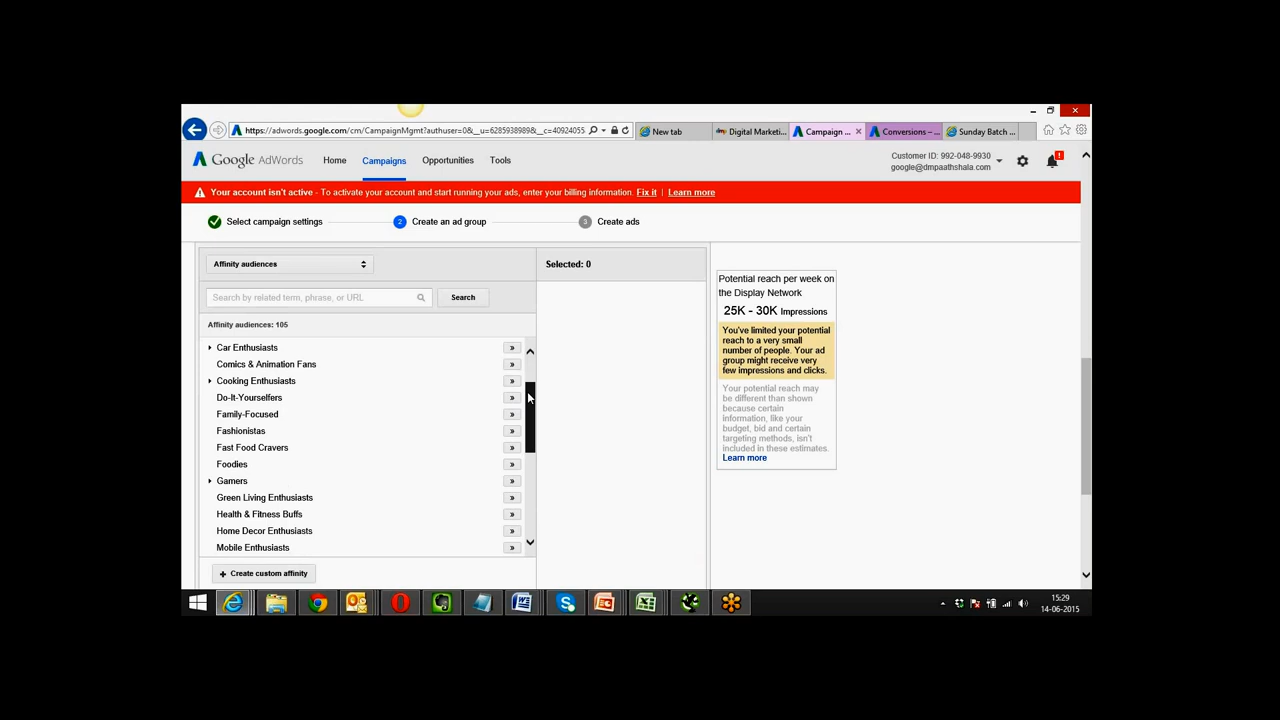 https://adwords.google.com/cm/CampaignMgmt?authuser=0&__u=6285938989&__c=40924055
New tab
Digital Marketi...
Campaign ...
Conversions – ...
Sunday Batch ...
Google AdWords
Home
Campaigns
Opportunities
Tools
Customer ID: 992-048-9930
google@dmpaathshala.com
1
Your account isn't active - To activate your account and start running your ads, enter your billing information. Fix it | Learn more
Select campaign settings
2 Create an ad group
3 Create ads
Affinity audiences
Selected: 0
Search by related term, phrase, or URL
Search
Affinity audiences: 105
Car Enthusiasts »
Comics & Animation Fans »
Cooking Enthusiasts »
Do-It-Yourselfers »
Family-Focused »
Fashionistas »
Fast Food Cravers »
Foodies »
Gamers »
Green Living Enthusiasts »
Health & Fitness Buffs »
Home Decor Enthusiasts »
Mobile Enthusiasts »
+ Create custom affinity
Potential reach per week on
the Display Network
25K - 30K Impressions
You've limited your potential
reach to a very small
number of people. Your ad
group might receive very
few impressions and clicks.
Your potential reach may
be different than shown
because certain
information, like your
budget, bid and certain
targeting methods, isn't
included in these estimates.
Learn more
15:29
14-06-2015